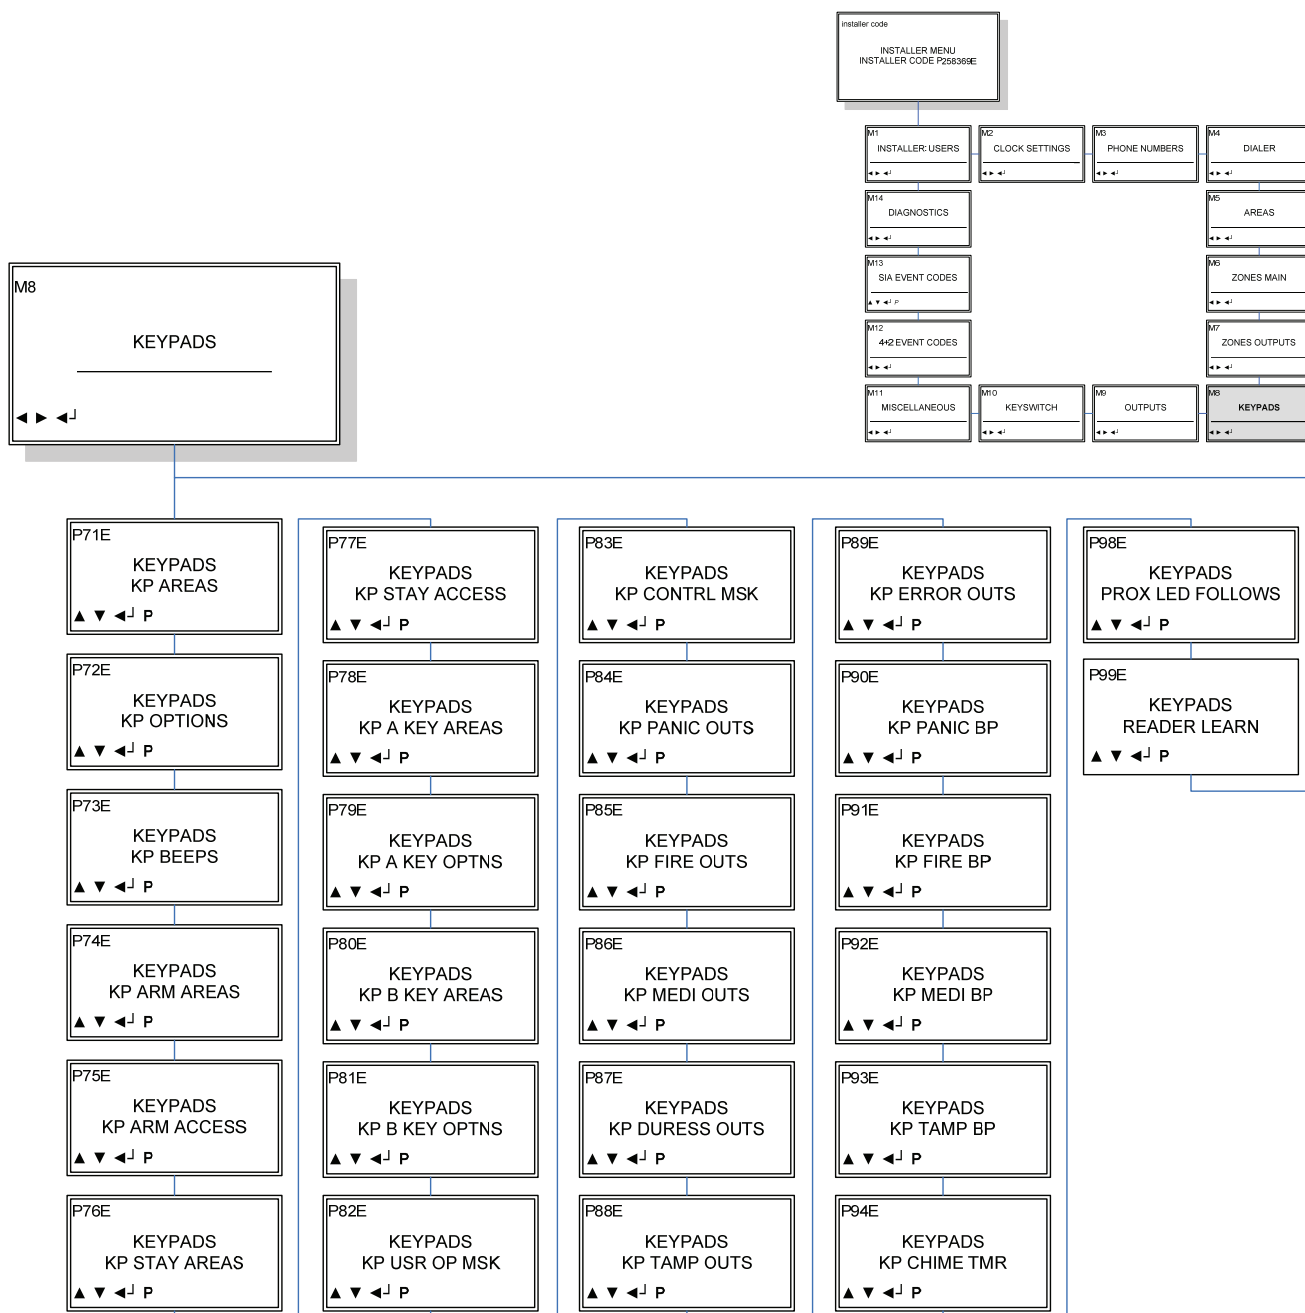 installer code
INSTALLER MENU
INSTALLER CODE P258369E
M1
INSTALLER: USERS
M2
CLOCK SETTINGS
M3
PHONE NUMBERS
M4
DIALER
M14
DIAGNOSTICS
M5
AREAS
M13
SIA EVENT CODES
P
M6
ZONES MAIN
M12
4+2 EVENT CODES
M7
ZONES OUTPUTS
M11
MISCELLANEOUS
M10
KEYSWITCH
M9
OUTPUTS
M8
KEYPADS
M8
KEYPADS
P71E
KEYPADS
KP AREAS
P
P72E
KEYPADS
KP OPTIONS
P
P73E
KEYPADS
KP BEEPS
P
P74E
KEYPADS
KP ARM AREAS
P
P75E
KEYPADS
KP ARM ACCESS
P
P76E
KEYPADS
KP STAY AREAS
P
P77E
KEYPADS
KP STAY ACCESS
P
P78E
KEYPADS
KP A KEY AREAS
P
P79E
KEYPADS
KP A KEY OPTNS
P
P80E
KEYPADS
KP B KEY AREAS
P
P81E
KEYPADS
KP B KEY OPTNS
P
P82E
KEYPADS
KP USR OP MSK
P
P83E
KEYPADS
KP CONTRL MSK
P
P84E
KEYPADS
KP PANIC OUTS
P
P85E
KEYPADS
KP FIRE OUTS
P
P86E
KEYPADS
KP MEDI OUTS
P
P87E
KEYPADS
KP DURESS OUTS
P
P88E
KEYPADS
KP TAMP OUTS
P
P89E
KEYPADS
KP ERROR OUTS
P
P90E
KEYPADS
KP PANIC BP
P
P91E
KEYPADS
KP FIRE BP
P
P92E
KEYPADS
KP MEDI BP
P
P93E
KEYPADS
KP TAMP BP
P
P94E
KEYPADS
KP CHIME TMR
P
P98E
KEYPADS
PROX LED FOLLOWS
P
P99E
KEYPADS
READER LEARN
P